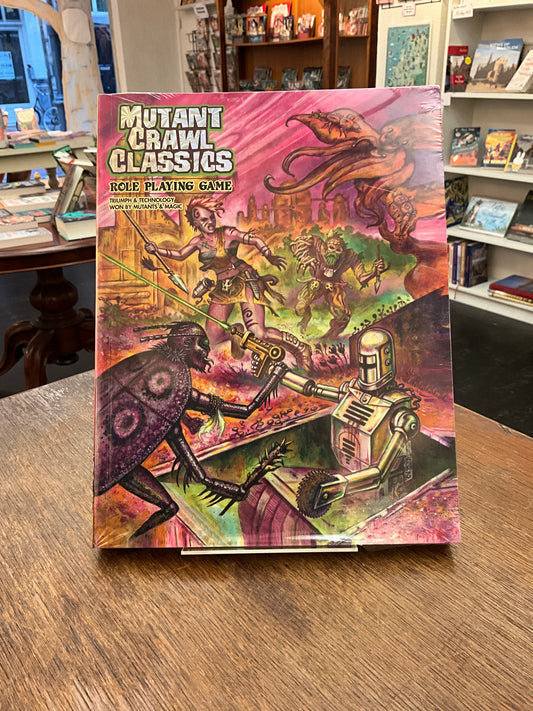 MUTANT
CRAWL
CLASSICS
ROLE PLAYING GAME
TRIUMPH & TECHNOLOGY
WON BY MUTANTS & MAGIC